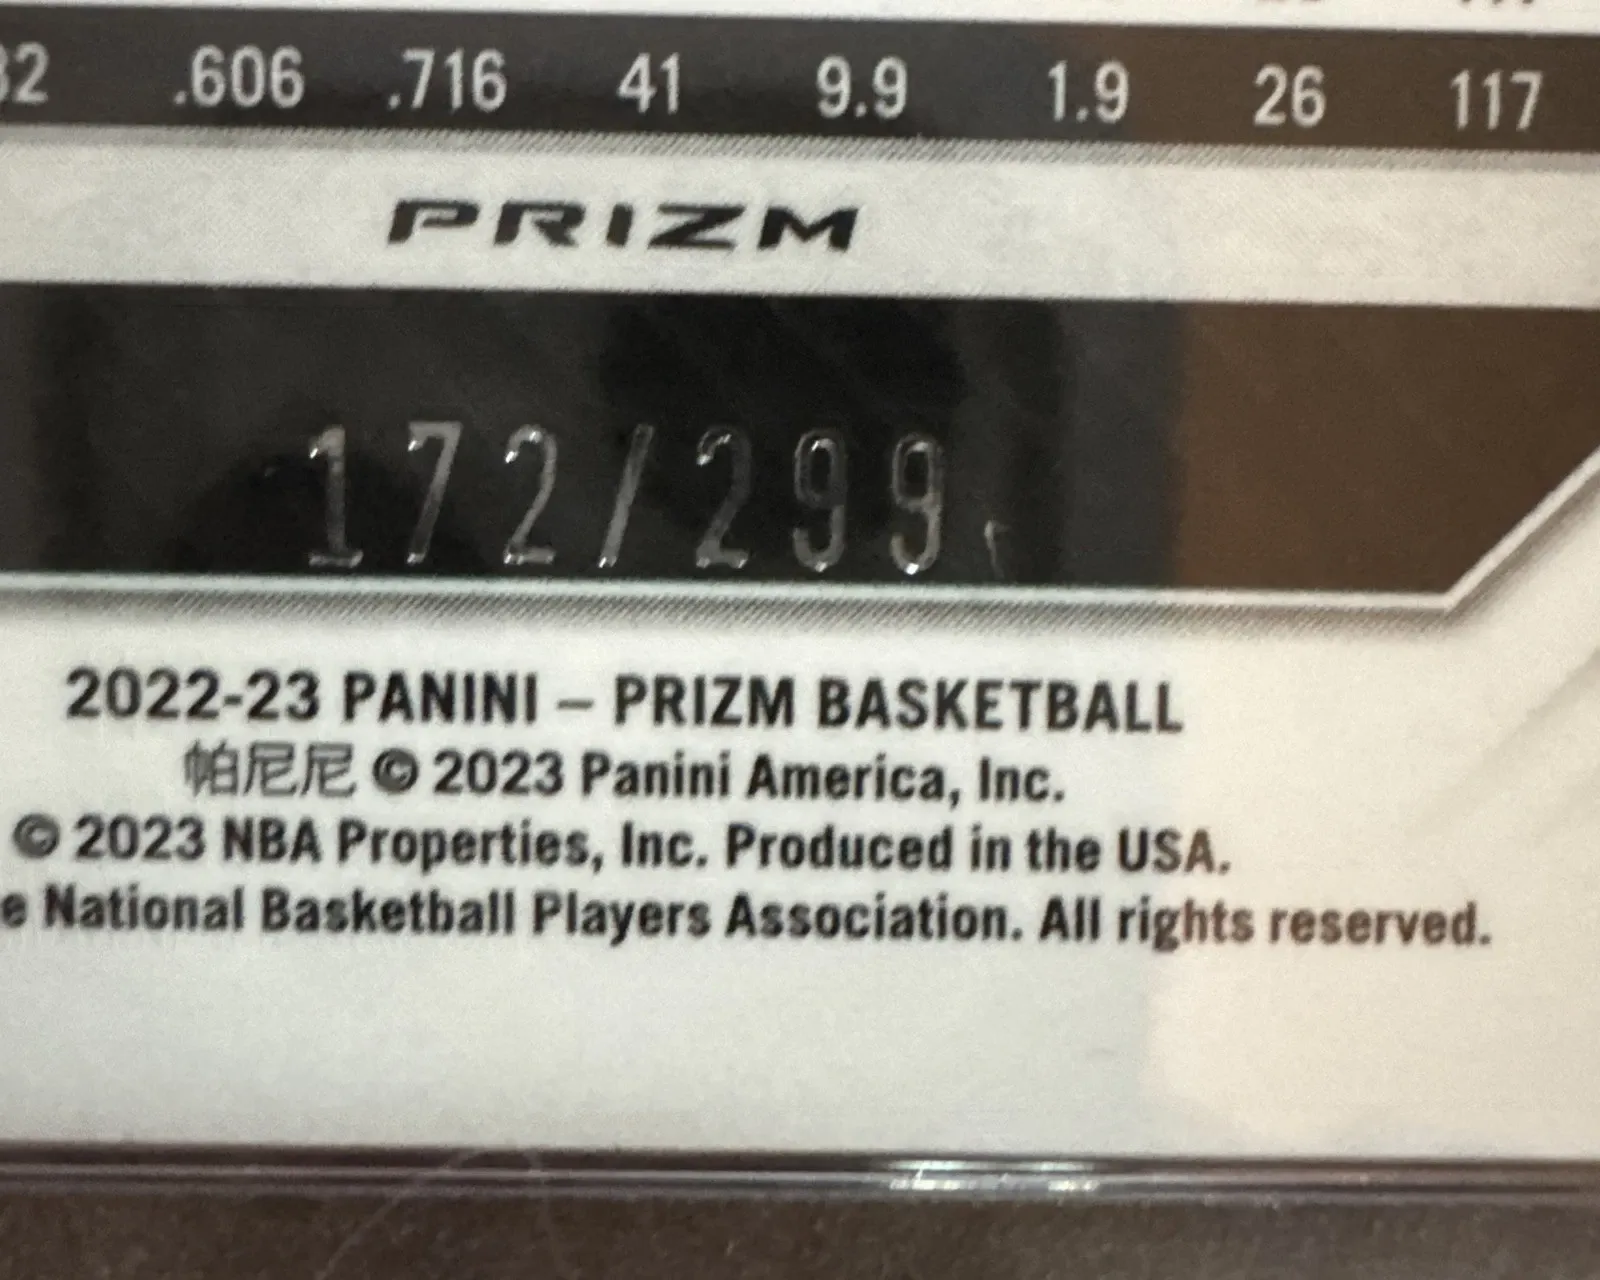 .606 .716 41 9.9 1.9 26 117
PRIZM
172/299
2022-23 PANINI – PRIZM BASKETBALL
帕尼尼 © 2023 Panini America, Inc.
© 2023 NBA Properties, Inc. Produced in the USA.
National Basketball Players Association. All rights reserved.